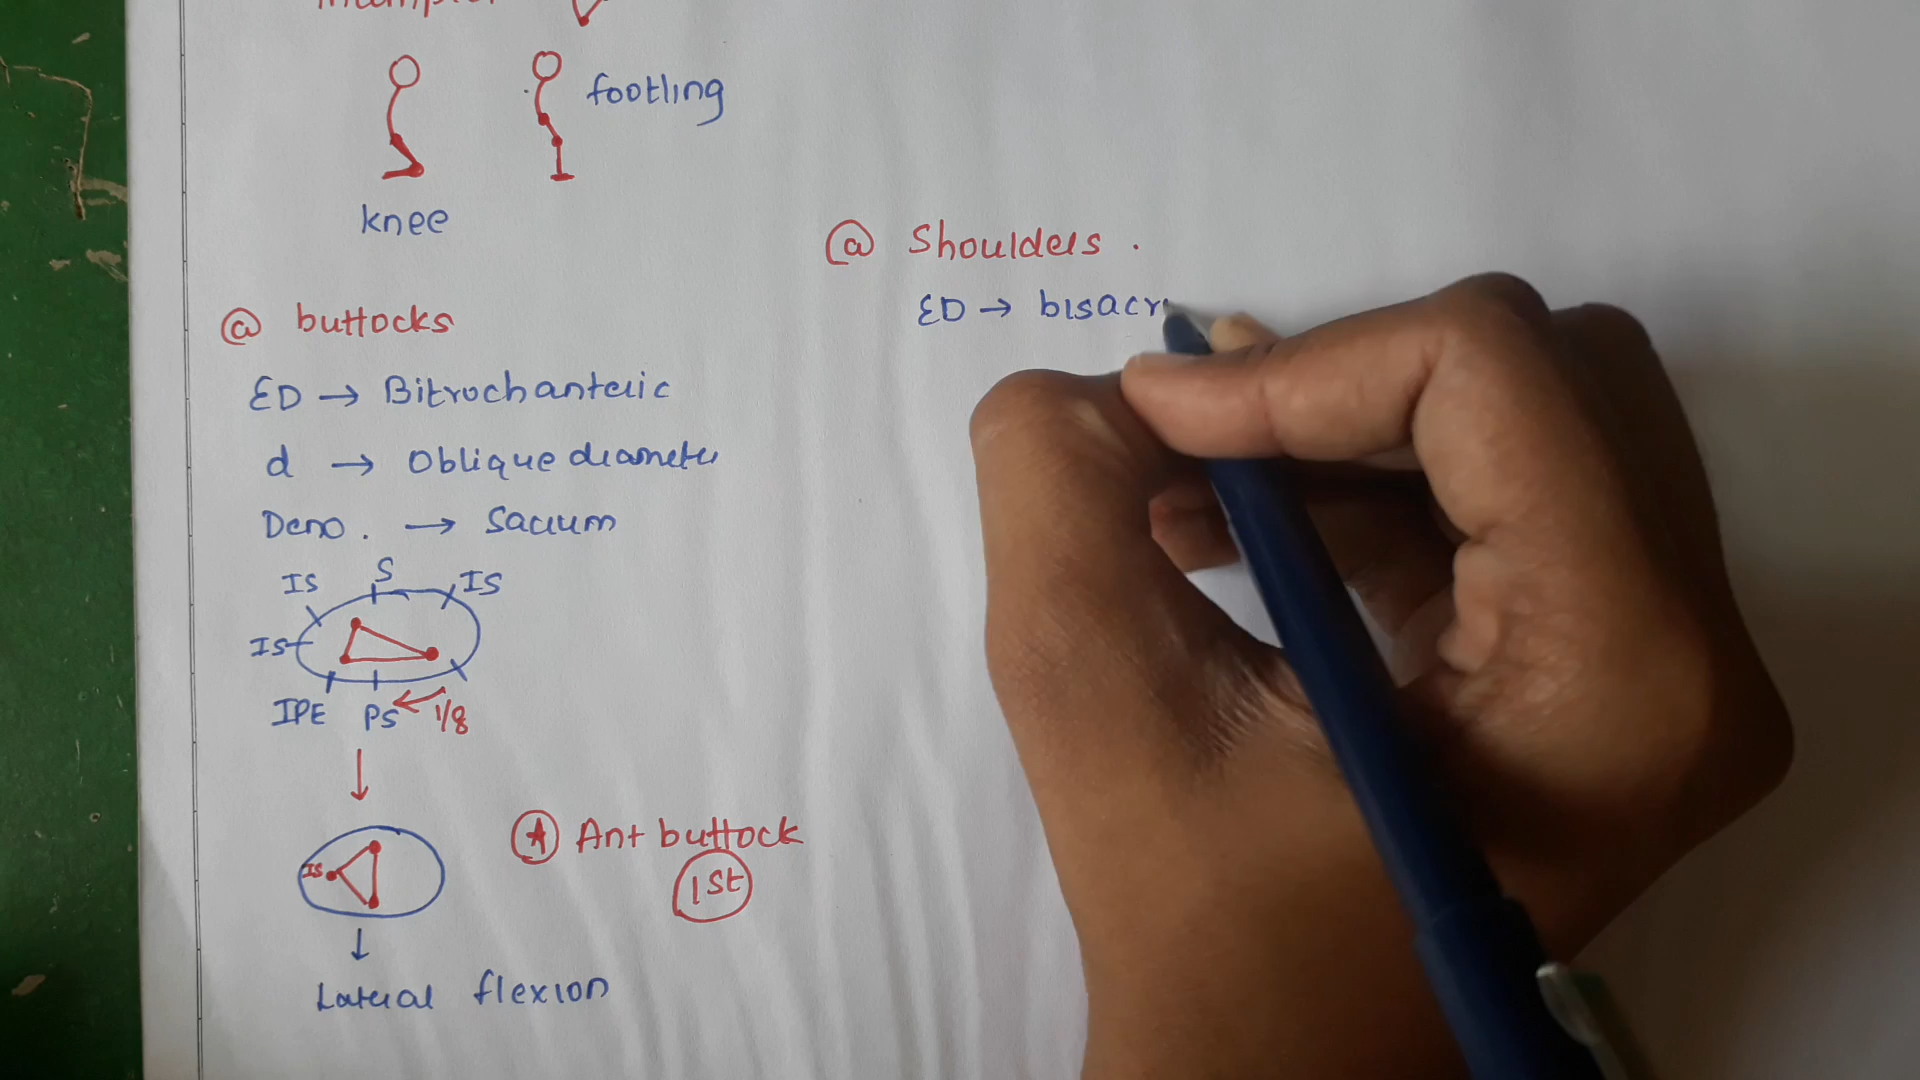 footling
knee
@ buttocks
ED → Bitrochanteric
d → Oblique diameter
Deno. → Sacrum
IS S IS
IS
IPE PS ← 1/8
↓
IS
Ant buttock
1st
↓
Lateral flexion
@ Shoulders.
ED → bisacr